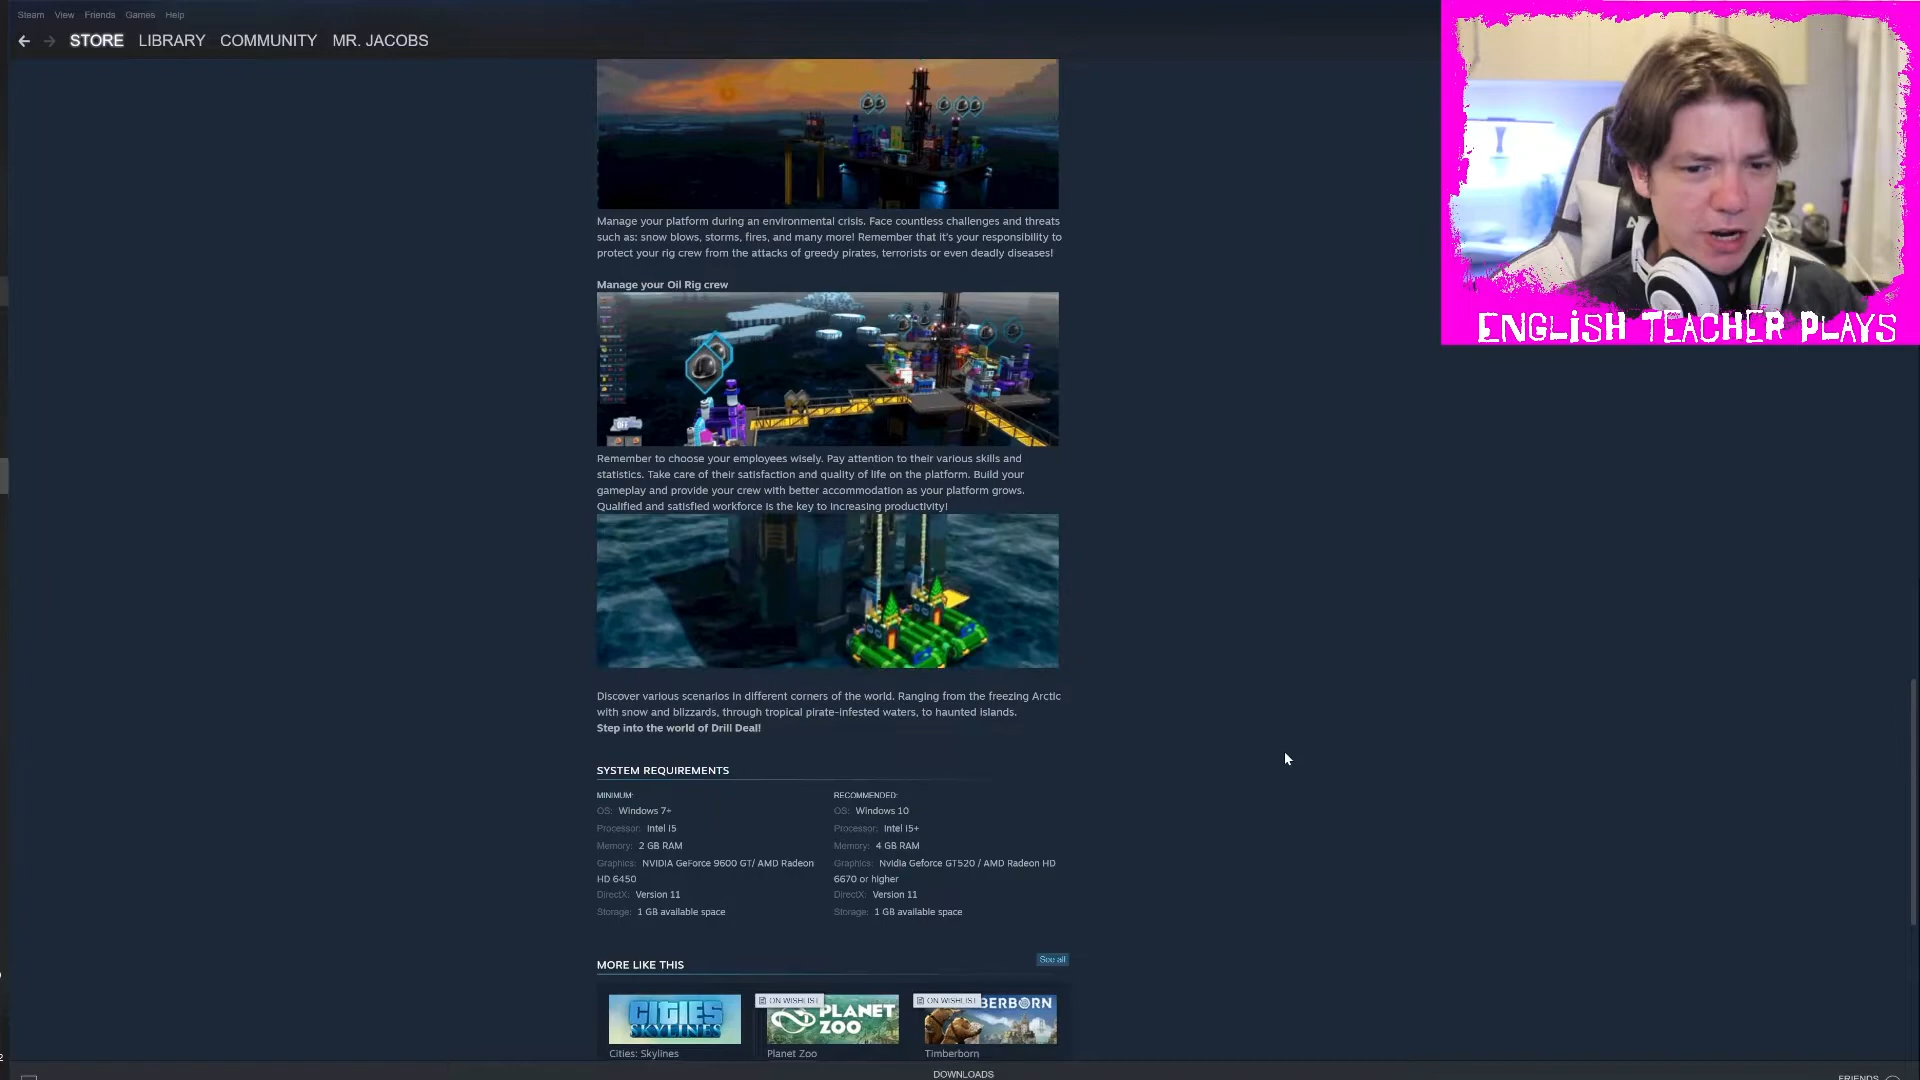 Steam View Friends Games Help
STORE LIBRARY COMMUNITY MR. JACOBS
ENGLISH TEACHER PLAYS
Manage your platform during an environmental crisis. Face countless challenges and threats
such as: snow blows, storms, fires, and many more! Remember that it's your responsibility to
protect your rig crew from the attacks of greedy pirates, terrorists or even deadly diseases!
Manage your Oil Rig crew
OFF
Remember to choose your employees wisely. Pay attention to their various skills and
statistics. Take care of their satisfaction and quality of life on the platform. Build your
gameplay and provide your crew with better accommodation as your platform grows.
Qualified and satisfied workforce is the key to increasing productivity!
Discover various scenarios in different corners of the world. Ranging from the freezing Arctic
with snow and blizzards, through tropical pirate-infested waters, to haunted islands.
Step into the world of Drill Deal!
SYSTEM REQUIREMENTS
MINIMUM:
OS: Windows 7+
Processor: Intel i5
Memory: 2 GB RAM
Graphics: NVIDIA GeForce 9600 GT/ AMD Radeon
HD 6450
DirectX: Version 11
Storage: 1 GB available space
RECOMMENDED:
OS: Windows 10
Processor: Intel i5+
Memory: 4 GB RAM
Graphics: Nvidia Geforce GT520 / AMD Radeon HD
6670 or higher
DirectX: Version 11
Storage: 1 GB available space
MORE LIKE THIS
See all
CITIES
SKYLINES
Cities: Skylines
ON WISHLIST
PLANET
ZOO
Planet Zoo
ON WISHLIST
BERBORN
Timberborn
DOWNLOADS
FRIENDS